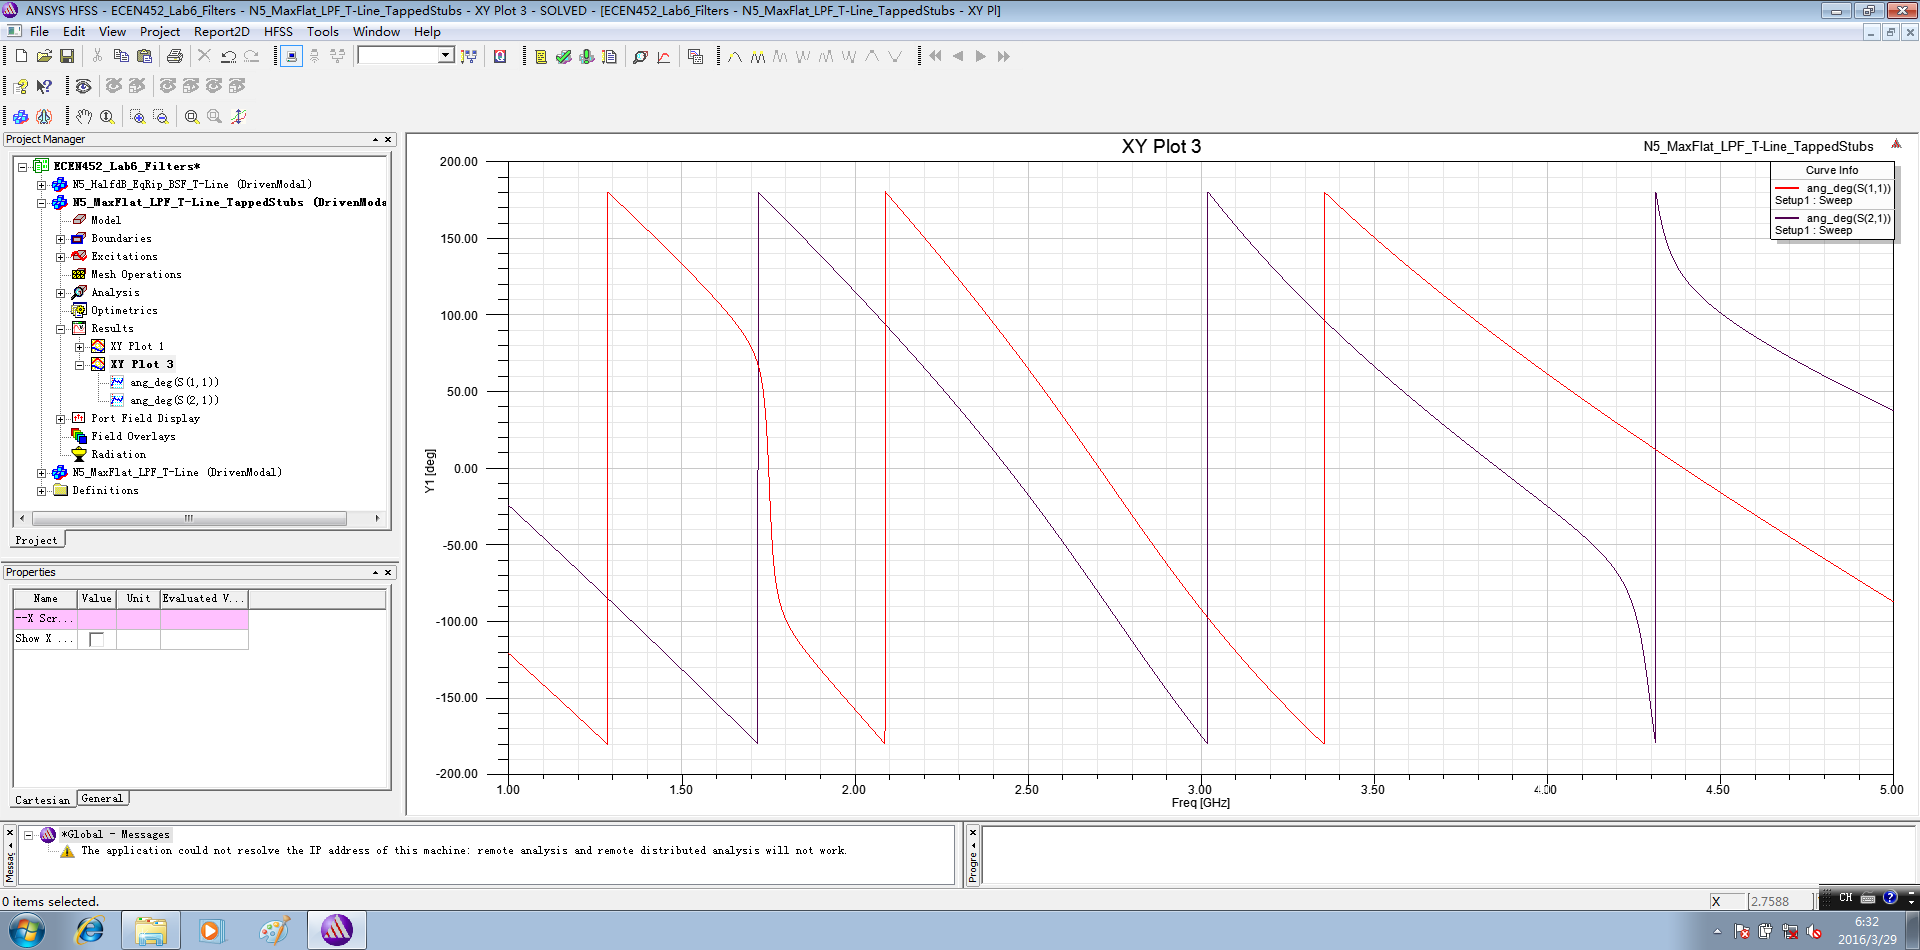 ANSYS HFSS - ECEN452_Lab6_Filters - N5_MaxFlat_LPF_T-Line_TappedStubs - XY Plot 3 - SOLVED - [ECEN452_Lab6_Filters - N5_MaxFlat_LPF_T-Line_TappedStubs - XY Pl]
File Edit View Project Report2D HFSS Tools Window Help
Project Manager
ECEN452_Lab6_Filters*
N5_HalfdB_EqRip_BSF_T-Line (DrivenModal)
N5_MaxFlat_LPF_T-Line_TappedStubs (DrivenModa
Model
Boundaries
Excitations
Mesh Operations
Analysis
Optimetrics
Results
XY Plot 1
XY Plot 3
ang_deg(S(1,1))
ang_deg(S(2,1))
Port Field Display
Field Overlays
Radiation
N5_MaxFlat_LPF_T-Line (DrivenModal)
Definitions
Project
Properties
Name Value Unit Evaluated V...
--X Scr...
Show X ...
Cartesian General
XY Plot 3
N5_MaxFlat_LPF_T-Line_TappedStubs
Curve Info
ang_deg(S(1,1))
Setup1 : Sweep
ang_deg(S(2,1))
Setup1 : Sweep
200.00
150.00
100.00
50.00
0.00
-50.00
-100.00
-150.00
-200.00
Y1 [deg]
1.00 1.50 2.00 2.50 3.00 3.50 4.00 4.50 5.00
Freq [GHz]
Messag
*Global - Messages
The application could not resolve the IP address of this machine: remote analysis and remote distributed analysis will not work.
Progre
0 items selected.
X 2.7588
CH
6:32
2016/3/29